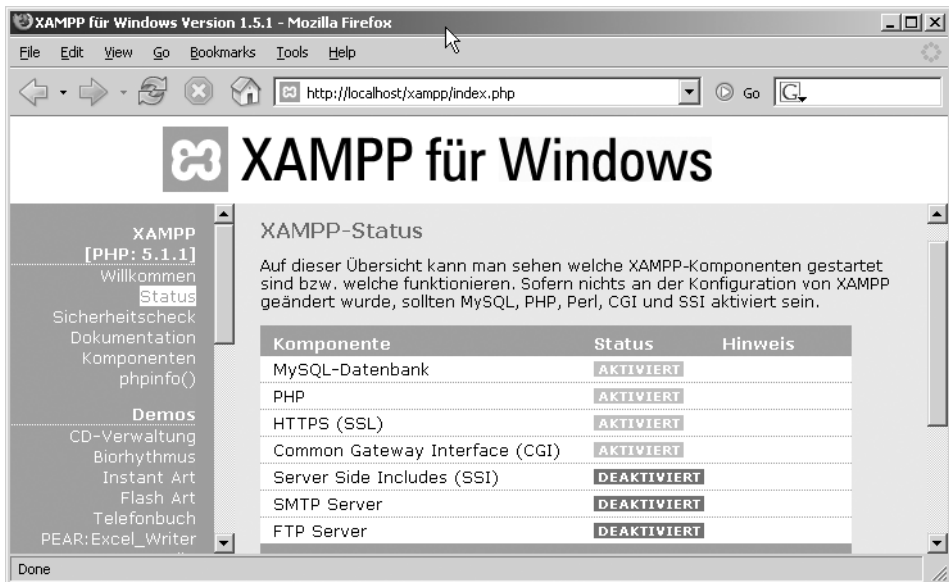 XAMPP für Windows Version 1.5.1 - Mozilla Firefox
File Edit View Go Bookmarks Tools Help
http://localhost/xampp/index.php Go G
XAMPP für Windows
XAMPP
[PHP: 5.1.1]
Willkommen
Status
Sicherheitscheck
Dokumentation
Komponenten
phpinfo()
Demos
CD-Verwaltung
Biorhythmus
Instant Art
Flash Art
Telefonbuch
PEAR:Excel_Writer
XAMPP-Status
Auf dieser Übersicht kann man sehen welche XAMPP-Komponenten gestartet
sind bzw. welche funktionieren. Sofern nichts an der Konfiguration von XAMPP
geändert wurde, sollten MySQL, PHP, Perl, CGI und SSI aktiviert sein.
Komponente Status Hinweis
MySQL-Datenbank AKTIVIERT
PHP AKTIVIERT
HTTPS (SSL) AKTIVIERT
Common Gateway Interface (CGI) AKTIVIERT
Server Side Includes (SSI) DEAKTIVIERT
SMTP Server DEAKTIVIERT
FTP Server DEAKTIVIERT
Done